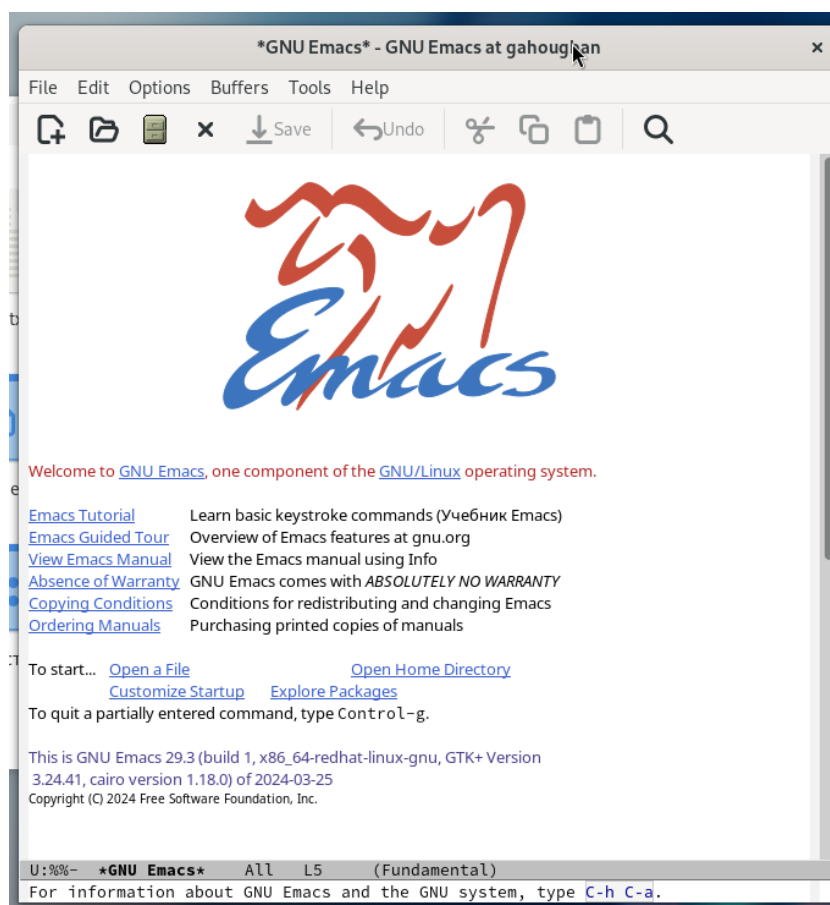 *GNU Emacs* - GNU Emacs at gahoughan
File Edit Options Buffers Tools Help
Save Undo
Emacs
Welcome to GNU Emacs, one component of the GNU/Linux operating system.
Emacs Tutorial Learn basic keystroke commands (Учебник Emacs)
Emacs Guided Tour Overview of Emacs features at gnu.org
View Emacs Manual View the Emacs manual using Info
Absence of Warranty GNU Emacs comes with ABSOLUTELY NO WARRANTY
Copying Conditions Conditions for redistributing and changing Emacs
Ordering Manuals Purchasing printed copies of manuals
To start... Open a File Open Home Directory
Customize Startup Explore Packages
To quit a partially entered command, type Control-g.
This is GNU Emacs 29.3 (build 1, x86_64-redhat-linux-gnu, GTK+ Version
3.24.41, cairo version 1.18.0) of 2024-03-25
Copyright (C) 2024 Free Software Foundation, Inc.
U:%%- *GNU Emacs* All L5 (Fundamental)
For information about GNU Emacs and the GNU system, type C-h C-a.